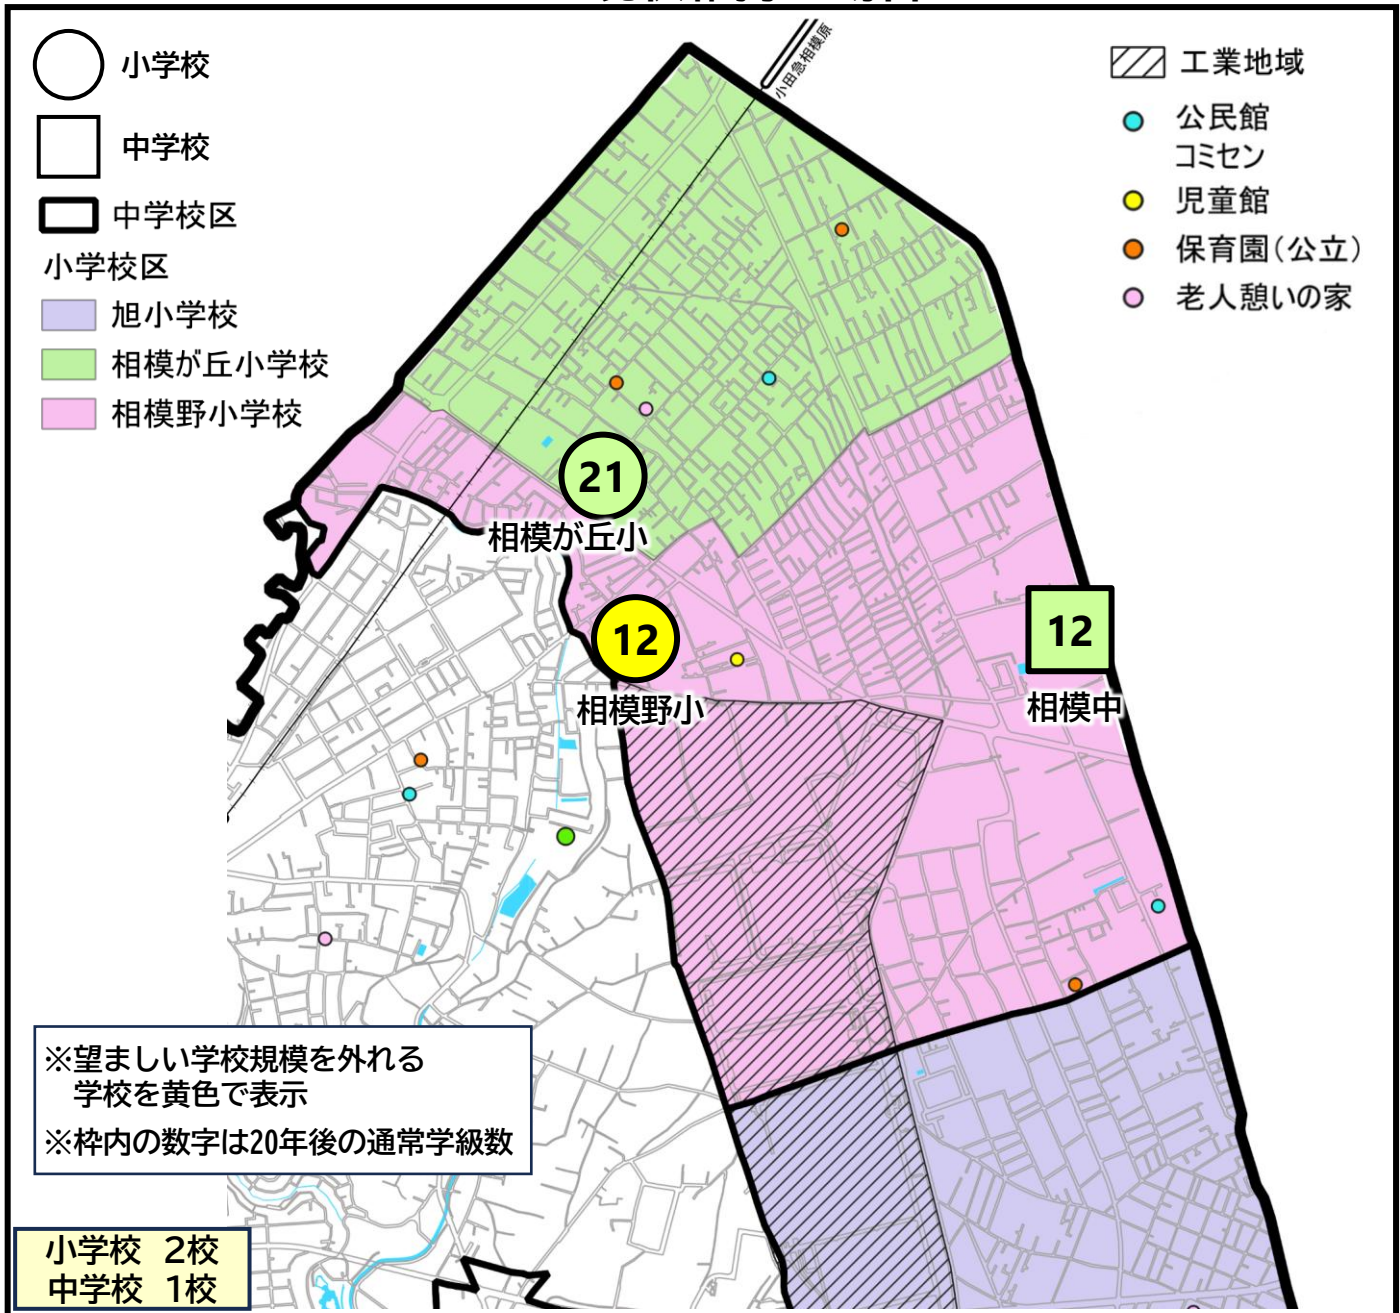 小学校
中学校
中学校区
小学校区
旭小学校
相模が丘小学校
相模野小学校
小田急相模原
工業地域
公民館
コミセン
児童館
保育園(公立)
老人憩いの家
21
相模が丘小
12
相模野小
12
相模中
※望ましい学校規模を外れる
学校を黄色で表示
※枠内の数字は20年後の通常学級数
小学校 2校
中学校 1校